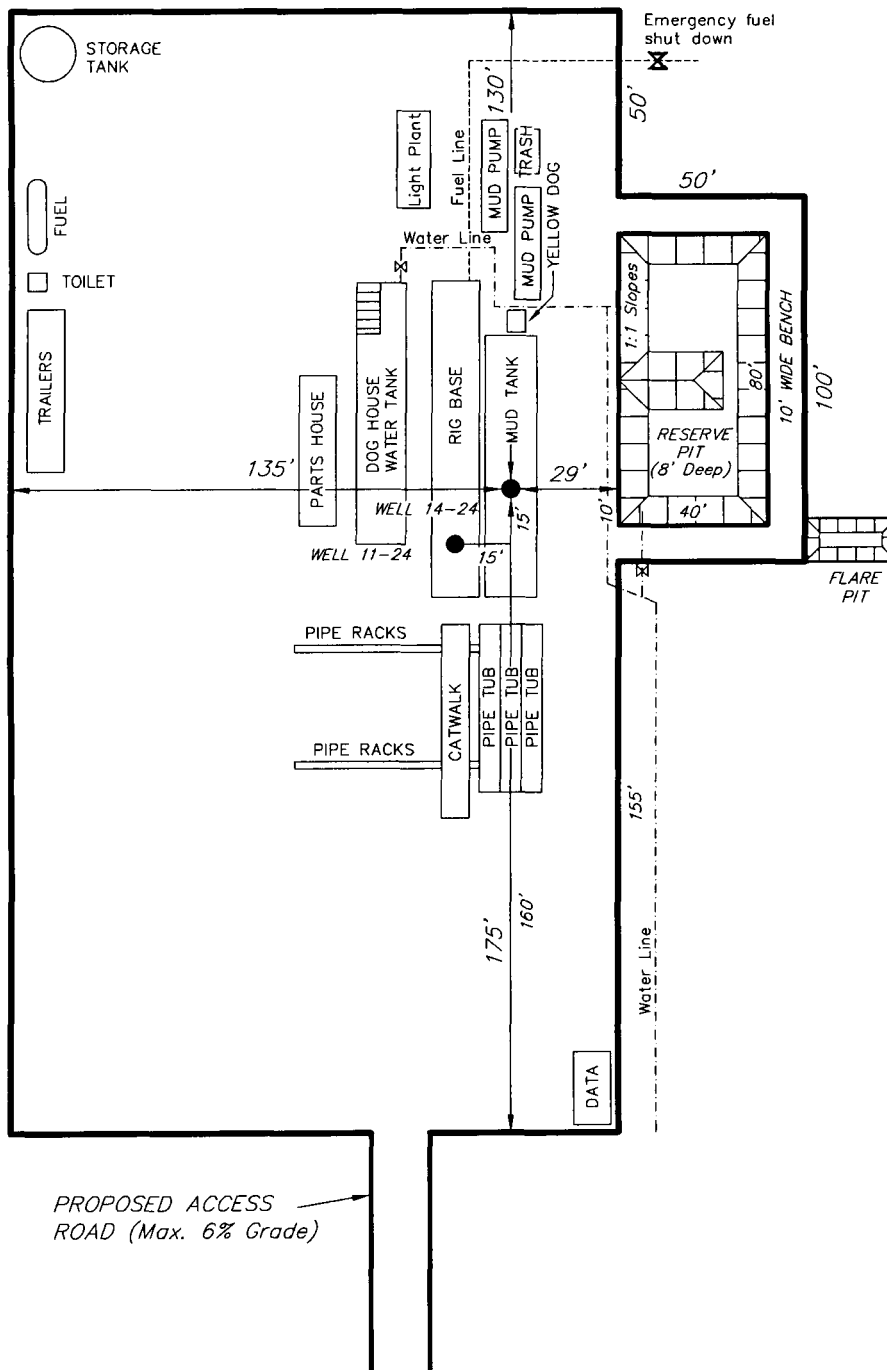 Emergency fuel
shut down
STORAGE
TANK
130'
50'
Light Plant
Fuel Line
MUD PUMP
TRASH
MUD PUMP
YELLOW DOG
50'
FUEL
Water Line
TOILET
1:1 Slopes
TRAILERS
PARTS HOUSE
DOG HOUSE
WATER TANK
RIG BASE
MUD TANK
80'
10' WIDE BENCH
100'
RESERVE
PIT
(8' Deep)
135'
29'
WELL 14-24
15'
10'
40'
WELL 11-24
15'
FLARE
PIT
PIPE RACKS
CATWALK
PIPE TUB
PIPE TUB
PIPE TUB
PIPE RACKS
155'
175'
160'
Water Line
DATA
PROPOSED ACCESS
ROAD (Max. 6% Grade)